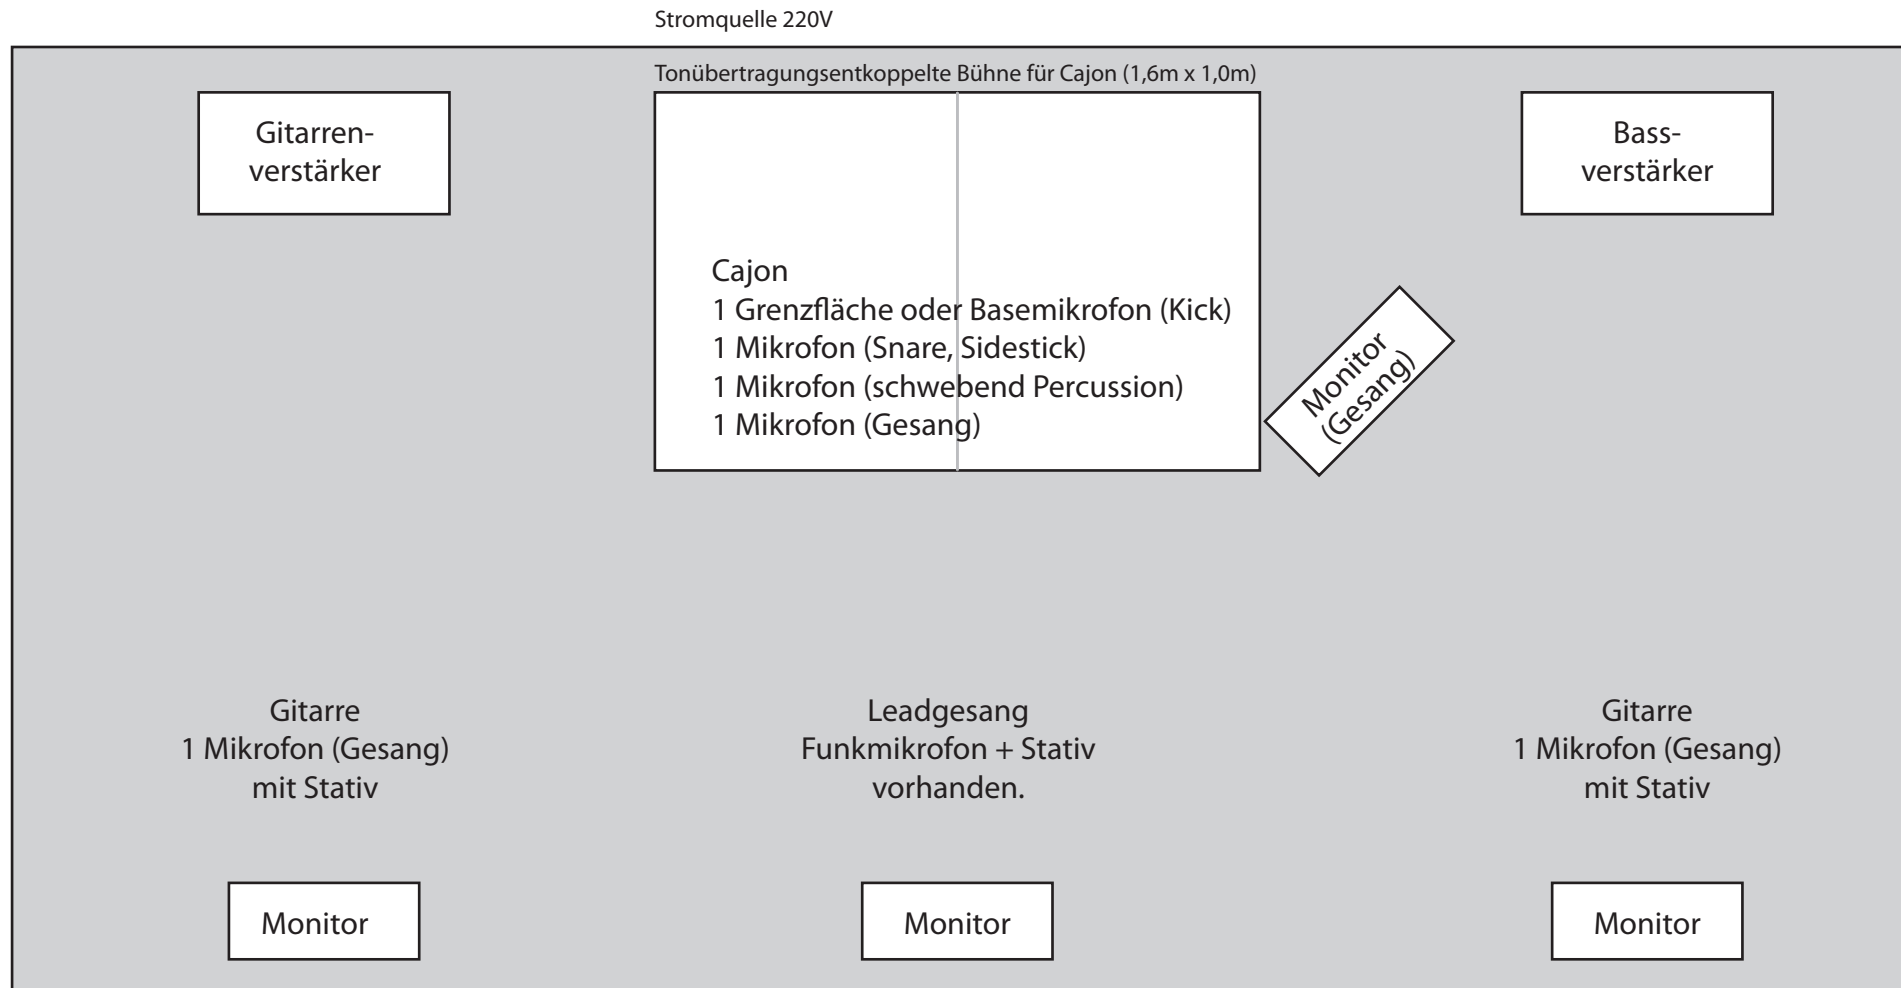 Stromquelle 220V
Tonübertragungsentkoppelte Bühne für Cajon (1,6m x 1,0m)
Gitarren-
verstärker
Bass-
verstärker
Cajon
1 Grenzfläche oder Basemikrofon (Kick)
1 Mikrofon (Snare, Sidestick)
1 Mikrofon (schwebend Percussion)
1 Mikrofon (Gesang)
Monitor
(Gesang)
Gitarre
1 Mikrofon (Gesang)
mit Stativ
Leadgesang
Funkmikrofon + Stativ
vorhanden.
Gitarre
1 Mikrofon (Gesang)
mit Stativ
Monitor
Monitor
Monitor